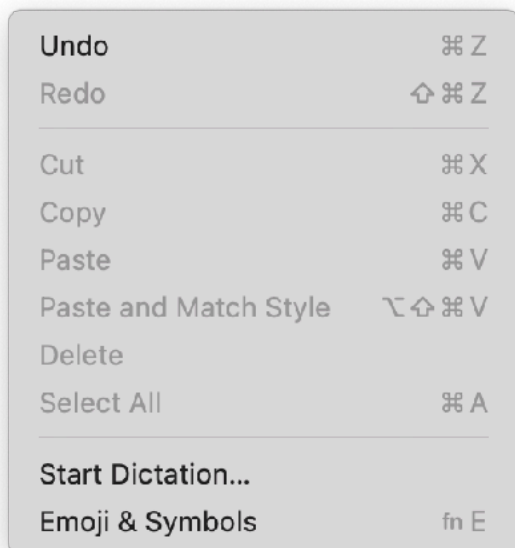 Undo ⌘ Z
Redo ⇧ ⌘ Z
Cut ⌘ X
Copy ⌘ C
Paste ⌘ V
Paste and Match Style ⌥ ⇧ ⌘ V
Delete
Select All ⌘ A
Start Dictation...
Emoji & Symbols fn E